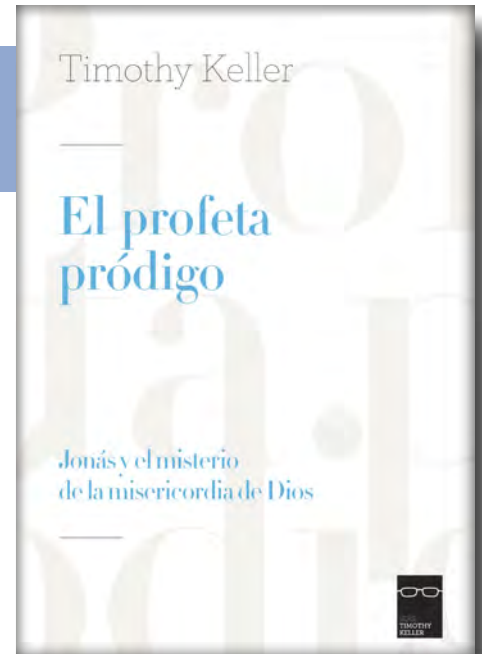 Timothy Keller
El profeta
pródigo
Jonás y el misterio
de la misericordia de Dios
TIMOTHY
KELLER